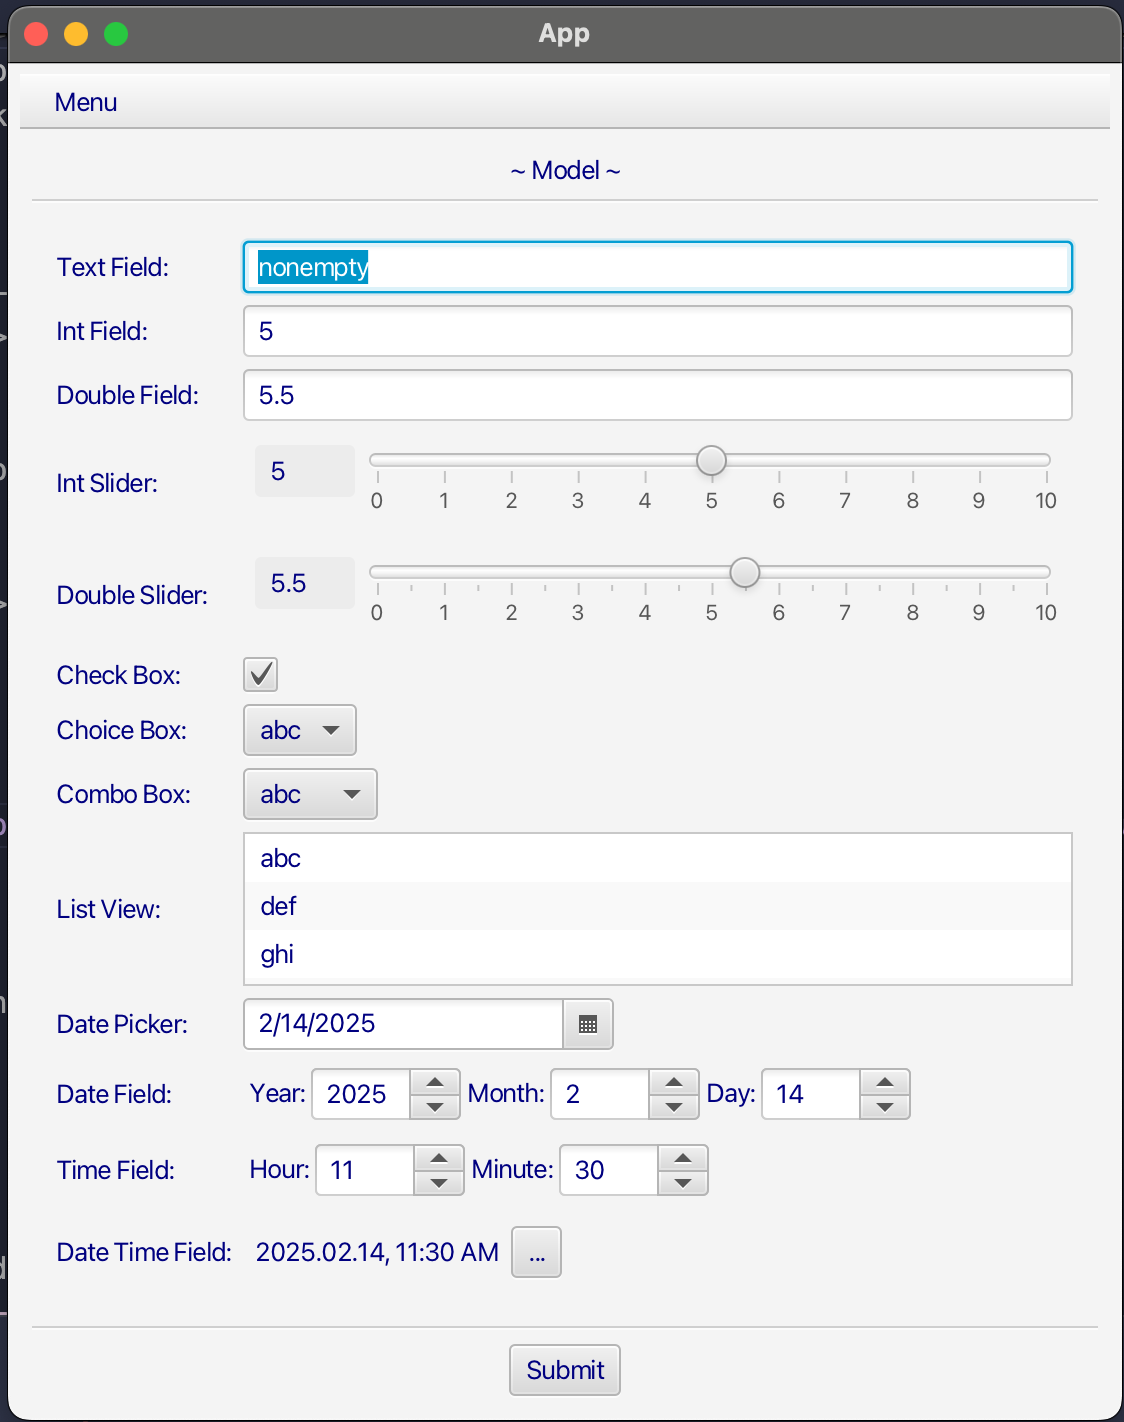 App
Menu
~ Model ~
Text Field: nonempty
Int Field: 5
Double Field: 5.5
Int Slider: 5
0 1 2 3 4 5 6 7 8 9 10
Double Slider: 5.5
0 1 2 3 4 5 6 7 8 9 10
Check Box:
Choice Box: abc
Combo Box: abc
List View:
abc
def
ghi
Date Picker: 2/14/2025
Date Field: Year: 2025 Month: 2 Day: 14
Time Field: Hour: 11 Minute: 30
Date Time Field: 2025.02.14, 11:30 AM ...
Submit